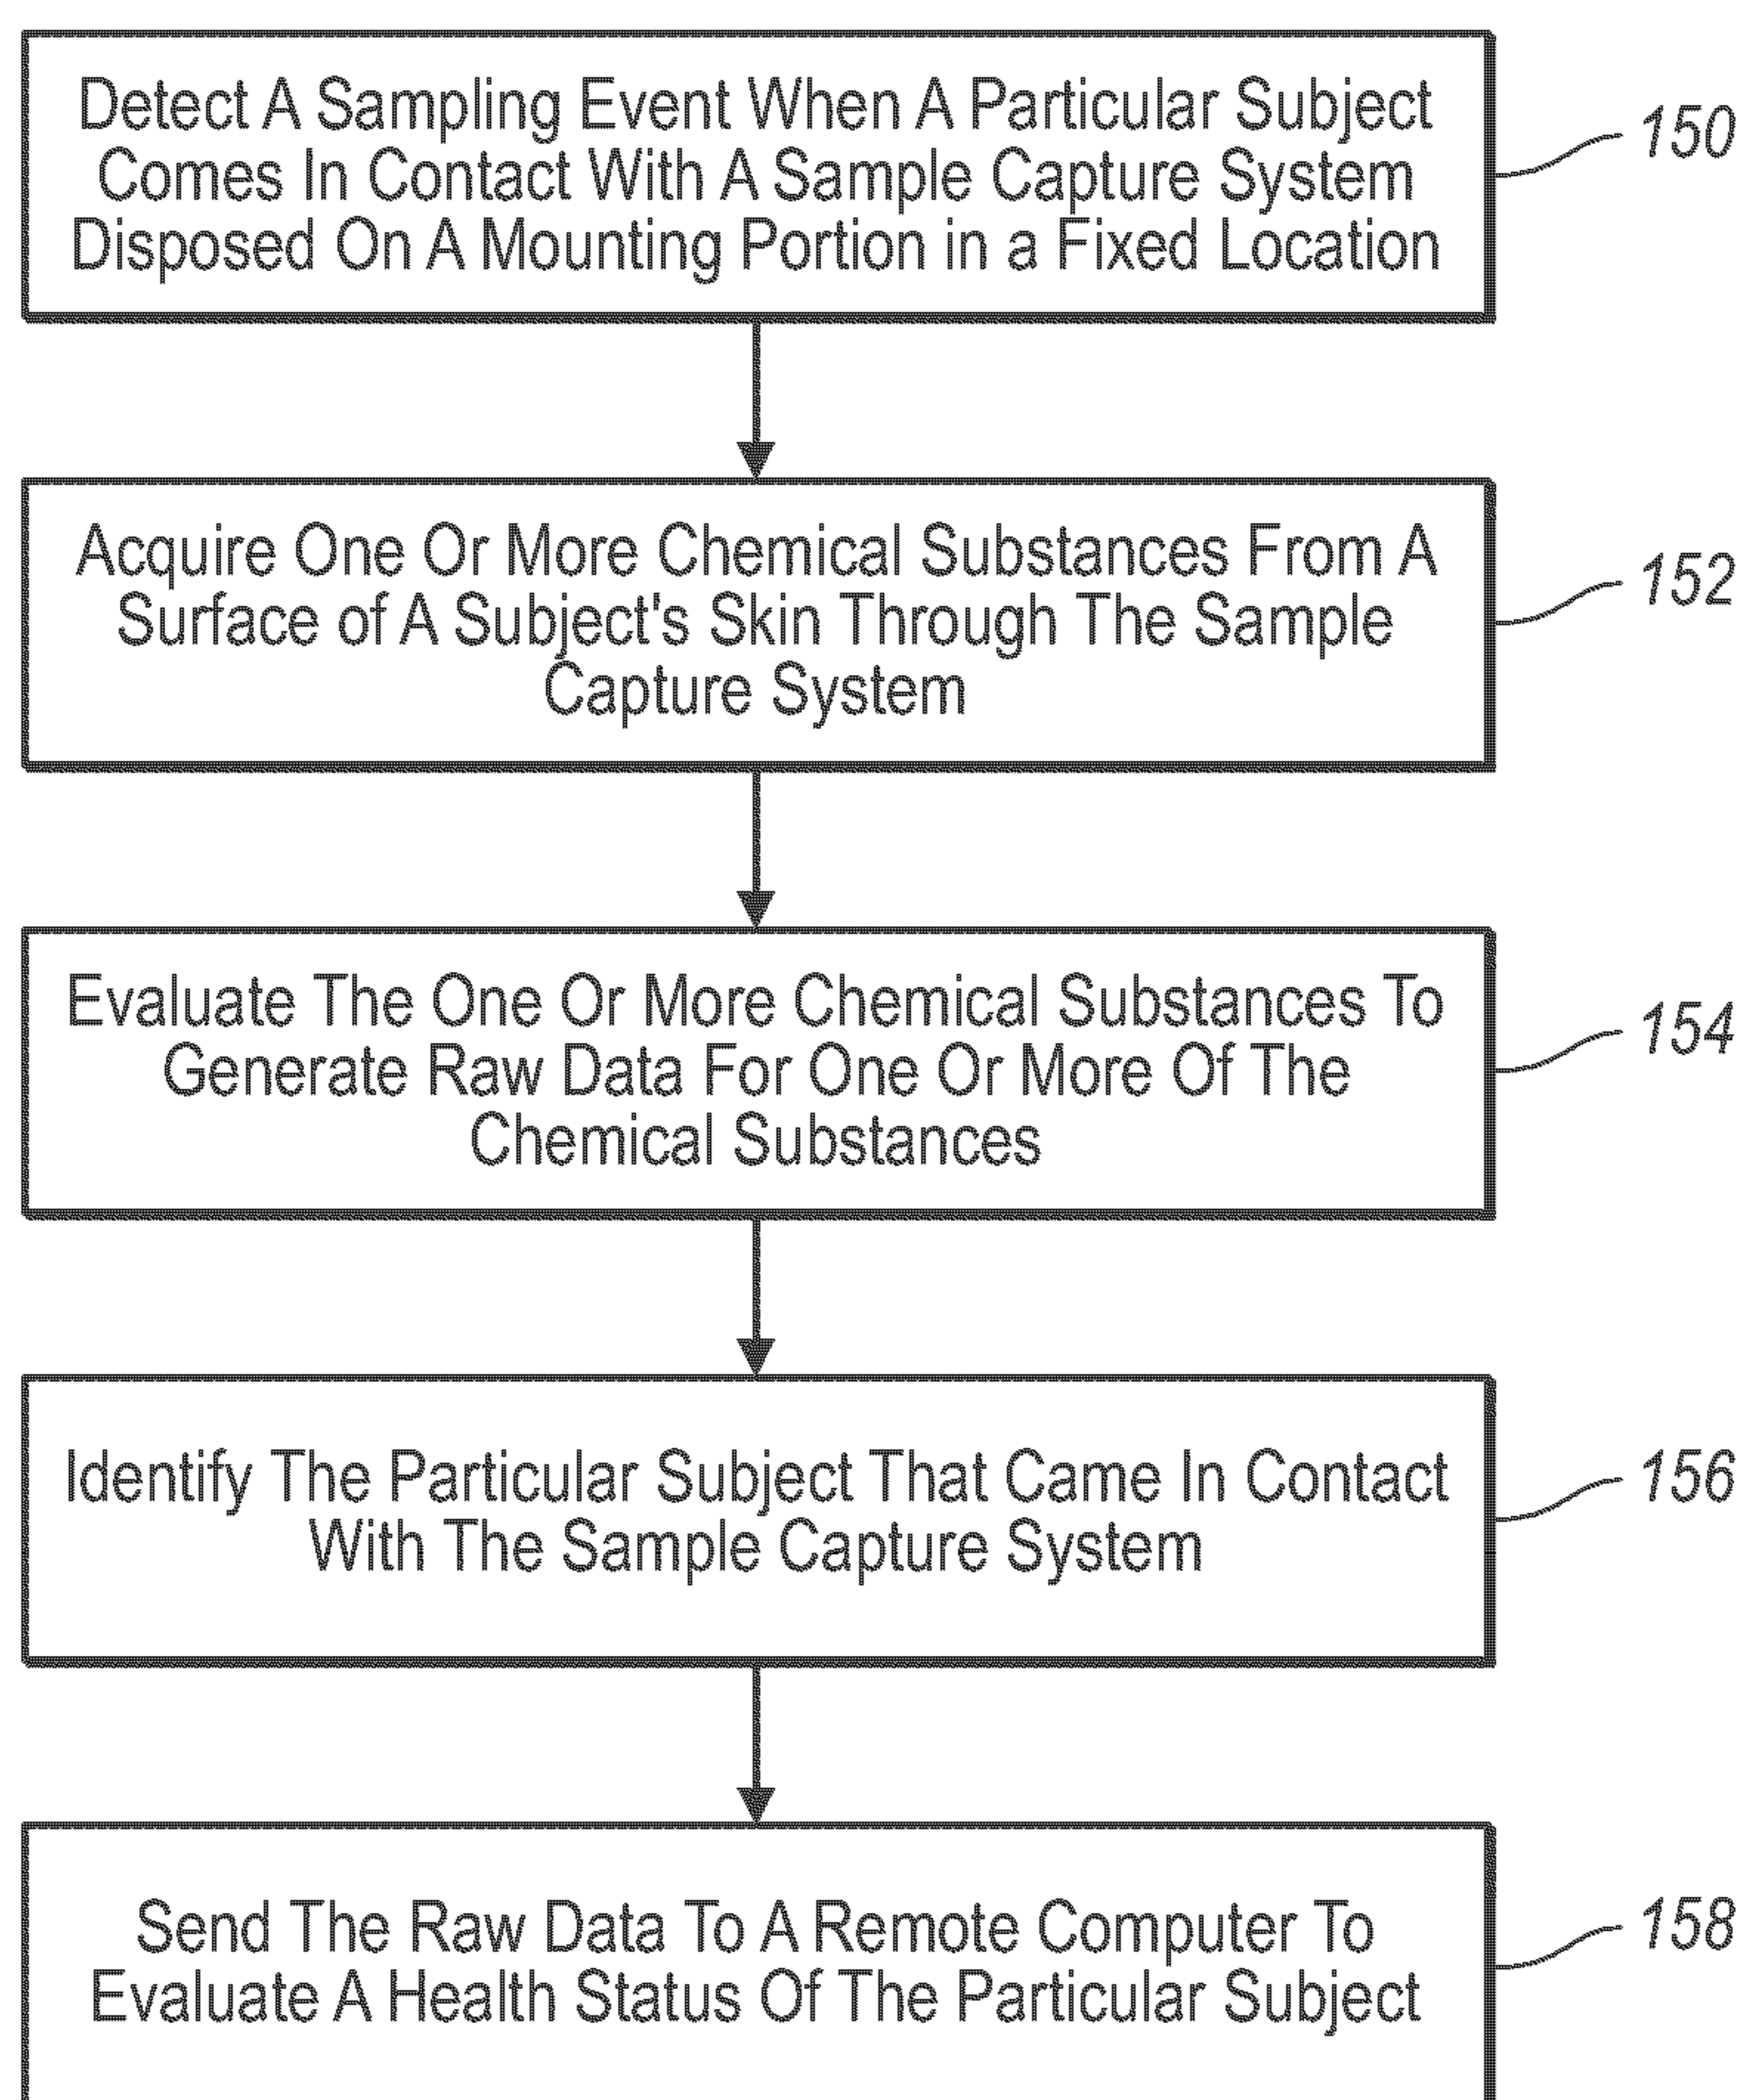 Detect A Sampling Event When A Particular Subject
Comes In Contact With A Sample Capture System
Disposed On A Mounting Portion in a Fixed Location
150
Acquire One Or More Chemical Substances From A
Surface of A Subject's Skin Through The Sample
Capture System
152
Evaluate The One Or More Chemical Substances To
Generate Raw Data For One Or More Of The
Chemical Substances
154
Identify The Particular Subject That Came In Contact
With The Sample Capture System
156
Send The Raw Data To A Remote Computer To
Evaluate A Health Status Of The Particular Subject
158